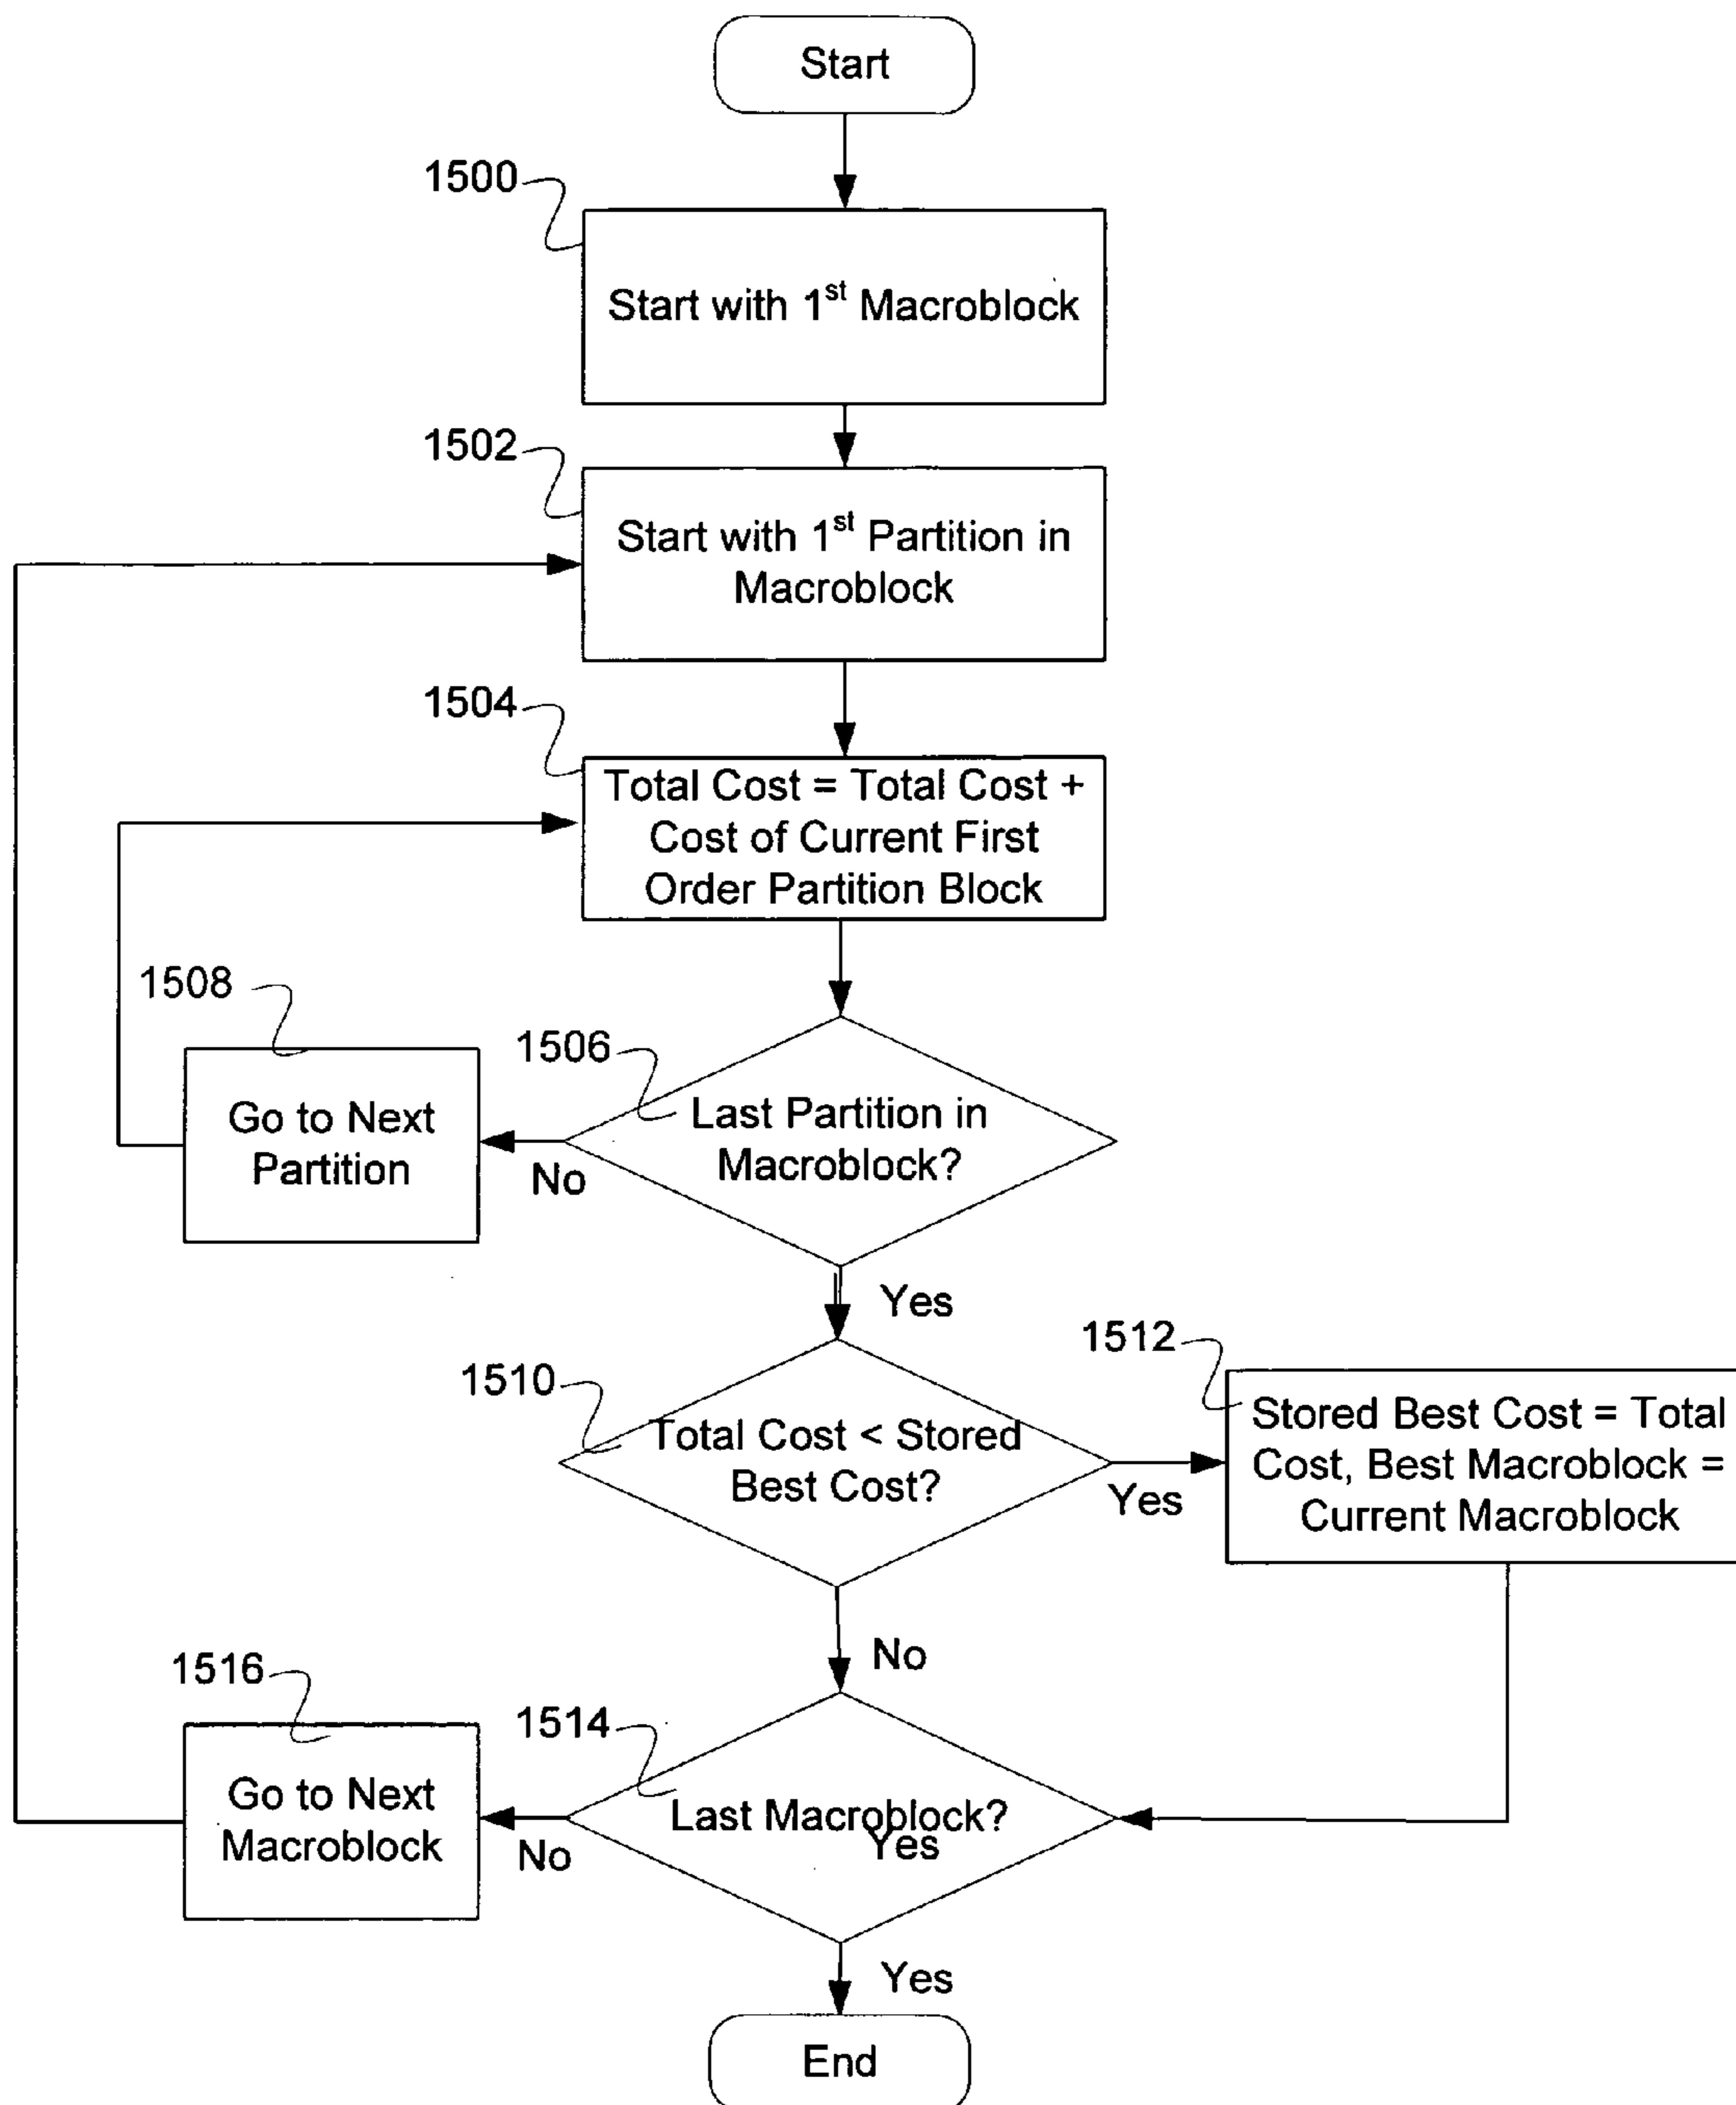 Start
1500
Start with 1st Macroblock
1502
Start with 1st Partition in
Macroblock
1504
Total Cost = Total Cost +
Cost of Current First
Order Partition Block
1508
1506
Go to Next
Partition
No
Last Partition in
Macroblock?
Yes
1512
1510
Total Cost < Stored
Best Cost?
Yes
Stored Best Cost = Total
Cost, Best Macroblock =
Current Macroblock
No
1516
1514
Go to Next
Macroblock
No
Last Macroblock?
Yes
Yes
End